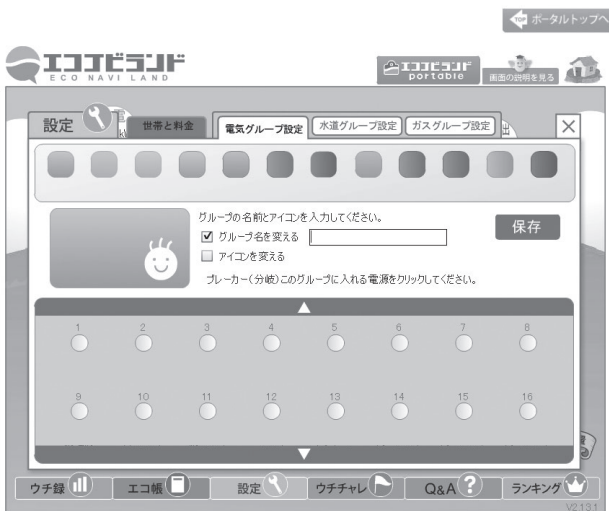 TOP ポータルトップへ
エコナビランド
ECO NAVI LAND
エコナビランド
portable
画面の説明を見る
設定
世帯と料金
電気グループ設定
水道グループ設定
ガスグループ設定
グループの名前とアイコンを入力してください。
グループ名を変える
保存
アイコンを変える
ブレーカー(分岐)このグループに入れる電源をクリックしてください。
1 2 3 4 5 6 7 8
9 10 11 12 13 14 15 16
ウチ録
エコ帳
設定
ウチチャレ
Q&A ?
ランキング
V2.13.1